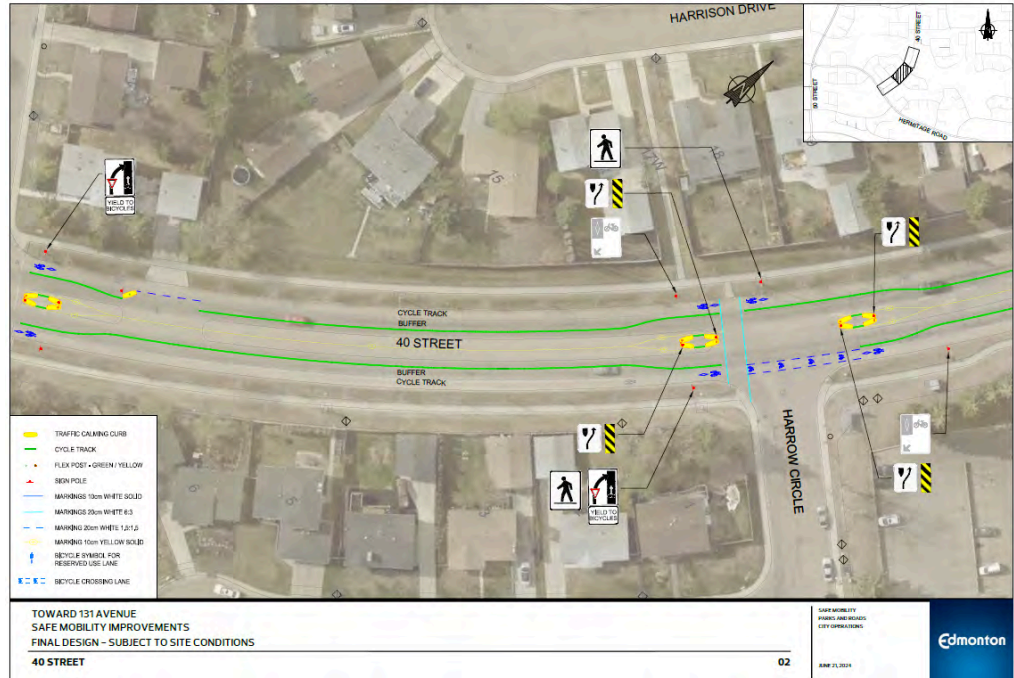 HARRISON DRIVE
40 STREET
HERMITAGE ROAD
YIELD TO
BICYCLES
15
17W
18
CYCLE TRACK
BUFFER
40 STREET
BUFFER
CYCLE TRACK
HARROW CIRCLE
YIELD TO
BICYCLES
TRAFFIC CALMING CURB
CYCLE TRACK
FLEX POST - GREEN / YELLOW
SIGN POLE
MARKINGS 10cm WHITE SOLID
MARKINGS 20cm WHITE 6:3
MARKING 20cm WHITE 1,5:1,5
MARKING 10cm YELLOW SOLID
BICYCLE SYMBOL FOR
RESERVED USE LANE
BICYCLE CROSSING LANE
TOWARD 131 AVENUE
SAFE MOBILITY IMPROVEMENTS
FINAL DESIGN – SUBJECT TO SITE CONDITIONS
40 STREET
02
SAFE MOBILITY
PARKS AND ROADS
CITY OPERATIONS
JUNE 21, 2024
Edmonton